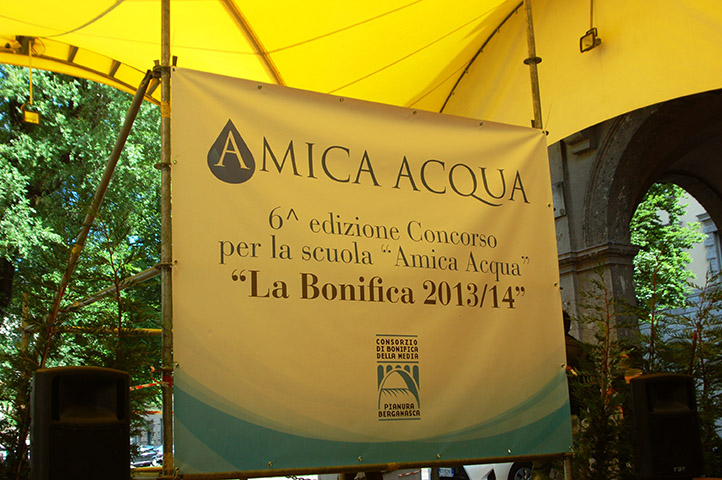 AMICA ACQUA
6^ edizione Concorso
per la scuola "Amica Acqua"
"La Bonifica 2013/14"
CONSORZIO
DI BONIFICA
DELLA MEDIA
PIANURA
BERGAMASCA